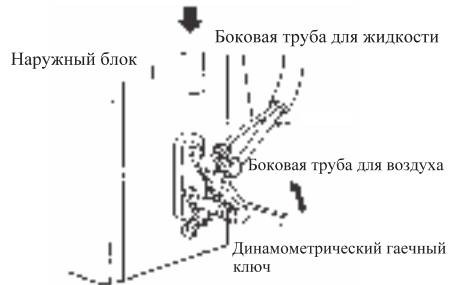 Боковая труба для жидкости
Наружный блок
Боковая труба для воздуха
Динамометрический гаечный
ключ